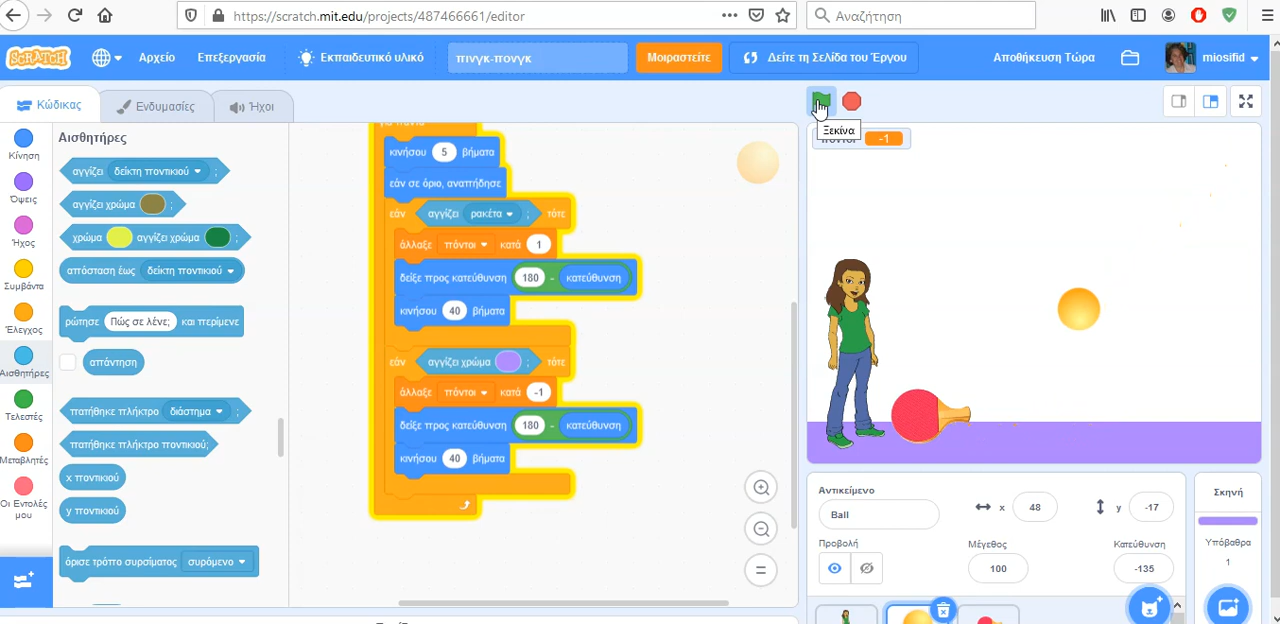 https://scratch.mit.edu/projects/487466661/editor
Αναζήτηση
SCRATCH
Αρχείο
Επεξεργασία
Εκπαιδευτικό υλικό
πινγκ-πονγκ
Μοιραστείτε
Δείτε τη Σελίδα του Έργου
Αποθήκευση Τώρα
miosifid
Κώδικας
Ενδυμασίες
Ήχοι
Ξεκίνα
-1
Κίνηση
Όψεις
Ήχος
Συμβάντα
Έλεγχος
Αισθητήρες
Τελεστές
Μεταβλητές
Οι Εντολές
μου
Αισθητήρες
αγγίζει δείκτη ποντικιού ;
αγγίζει χρώμα ;
χρώμα αγγίζει χρώμα ;
απόσταση έως δείκτη ποντικιού
ρώτησε Πώς σε λένε; και περίμενε
απάντηση
πατήθηκε πλήκτρο διάστημα ;
πατήθηκε πλήκτρο ποντικιού;
x ποντικιού
y ποντικιού
όρισε τρόπο συρσίματος συρόμενο
κινήσου 5 βήματα
εάν σε όριο, αναπήδησε
εάν αγγίζει ρακέτα ; τότε
άλλαξε πόντοι κατά 1
δείξε προς κατεύθυνση 180 - κατεύθυνση
κινήσου 40 βήματα
εάν αγγίζει χρώμα ; τότε
άλλαξε πόντοι κατά -1
δείξε προς κατεύθυνση 180 - κατεύθυνση
κινήσου 40 βήματα
Αντικείμενο
Ball
x 48
y -17
Προβολή
Μέγεθος
100
Κατεύθυνση
-135
Σκηνή
Υπόβαθρα
1